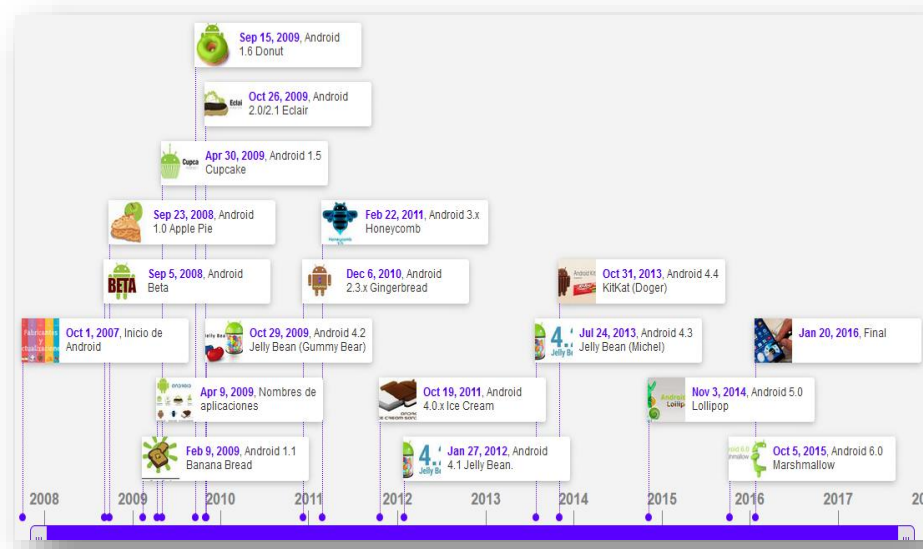 Sep 15, 2009, Android
1.6 Donut
Eclai
Oct 26, 2009, Android
2.0/2.1 Eclair
Cupca
Apr 30, 2009, Android 1.5
Cupcake
Sep 23, 2008, Android
1.0 Apple Pie
Feb 22, 2011, Android 3.x
Honeycomb
BETA
Sep 5, 2008, Android
Beta
Dec 6, 2010, Android
2.3.x Gingerbread
Oct 31, 2013, Android 4.4
KitKat (Doger)
Oct 1, 2007, Inicio de
Android
Oct 29, 2009, Android 4.2
Jelly Bean (Gummy Bear)
4.
Jelly B
Jul 24, 2013, Android 4.3
Jelly Bean (Michel)
Jan 20, 2016, Final
Apr 9, 2009, Nombres de
aplicaciones
Oct 19, 2011, Android
4.0.x Ice Cream
Nov 3, 2014, Android 5.0
Lollipop
Feb 9, 2009, Android 1.1
Banana Bread
4.
Jelly B
Jan 27, 2012, Android
4.1 Jelly Bean.
Oct 5, 2015, Android 6.0
Marshmallow
2008 2009 2010 2011 2012 2013 2014 2015 2016 2017 20